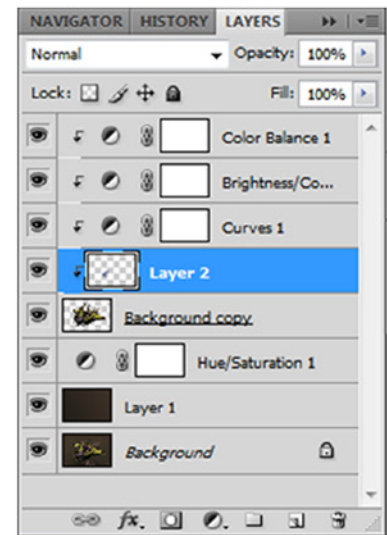 NAVIGATOR HISTORY LAYERS
Normal Opacity: 100%
Lock: Fill: 100%
Color Balance 1
Brightness/Co...
Curves 1
Layer 2
Background copy
Hue/Saturation 1
Layer 1
Background
fx.